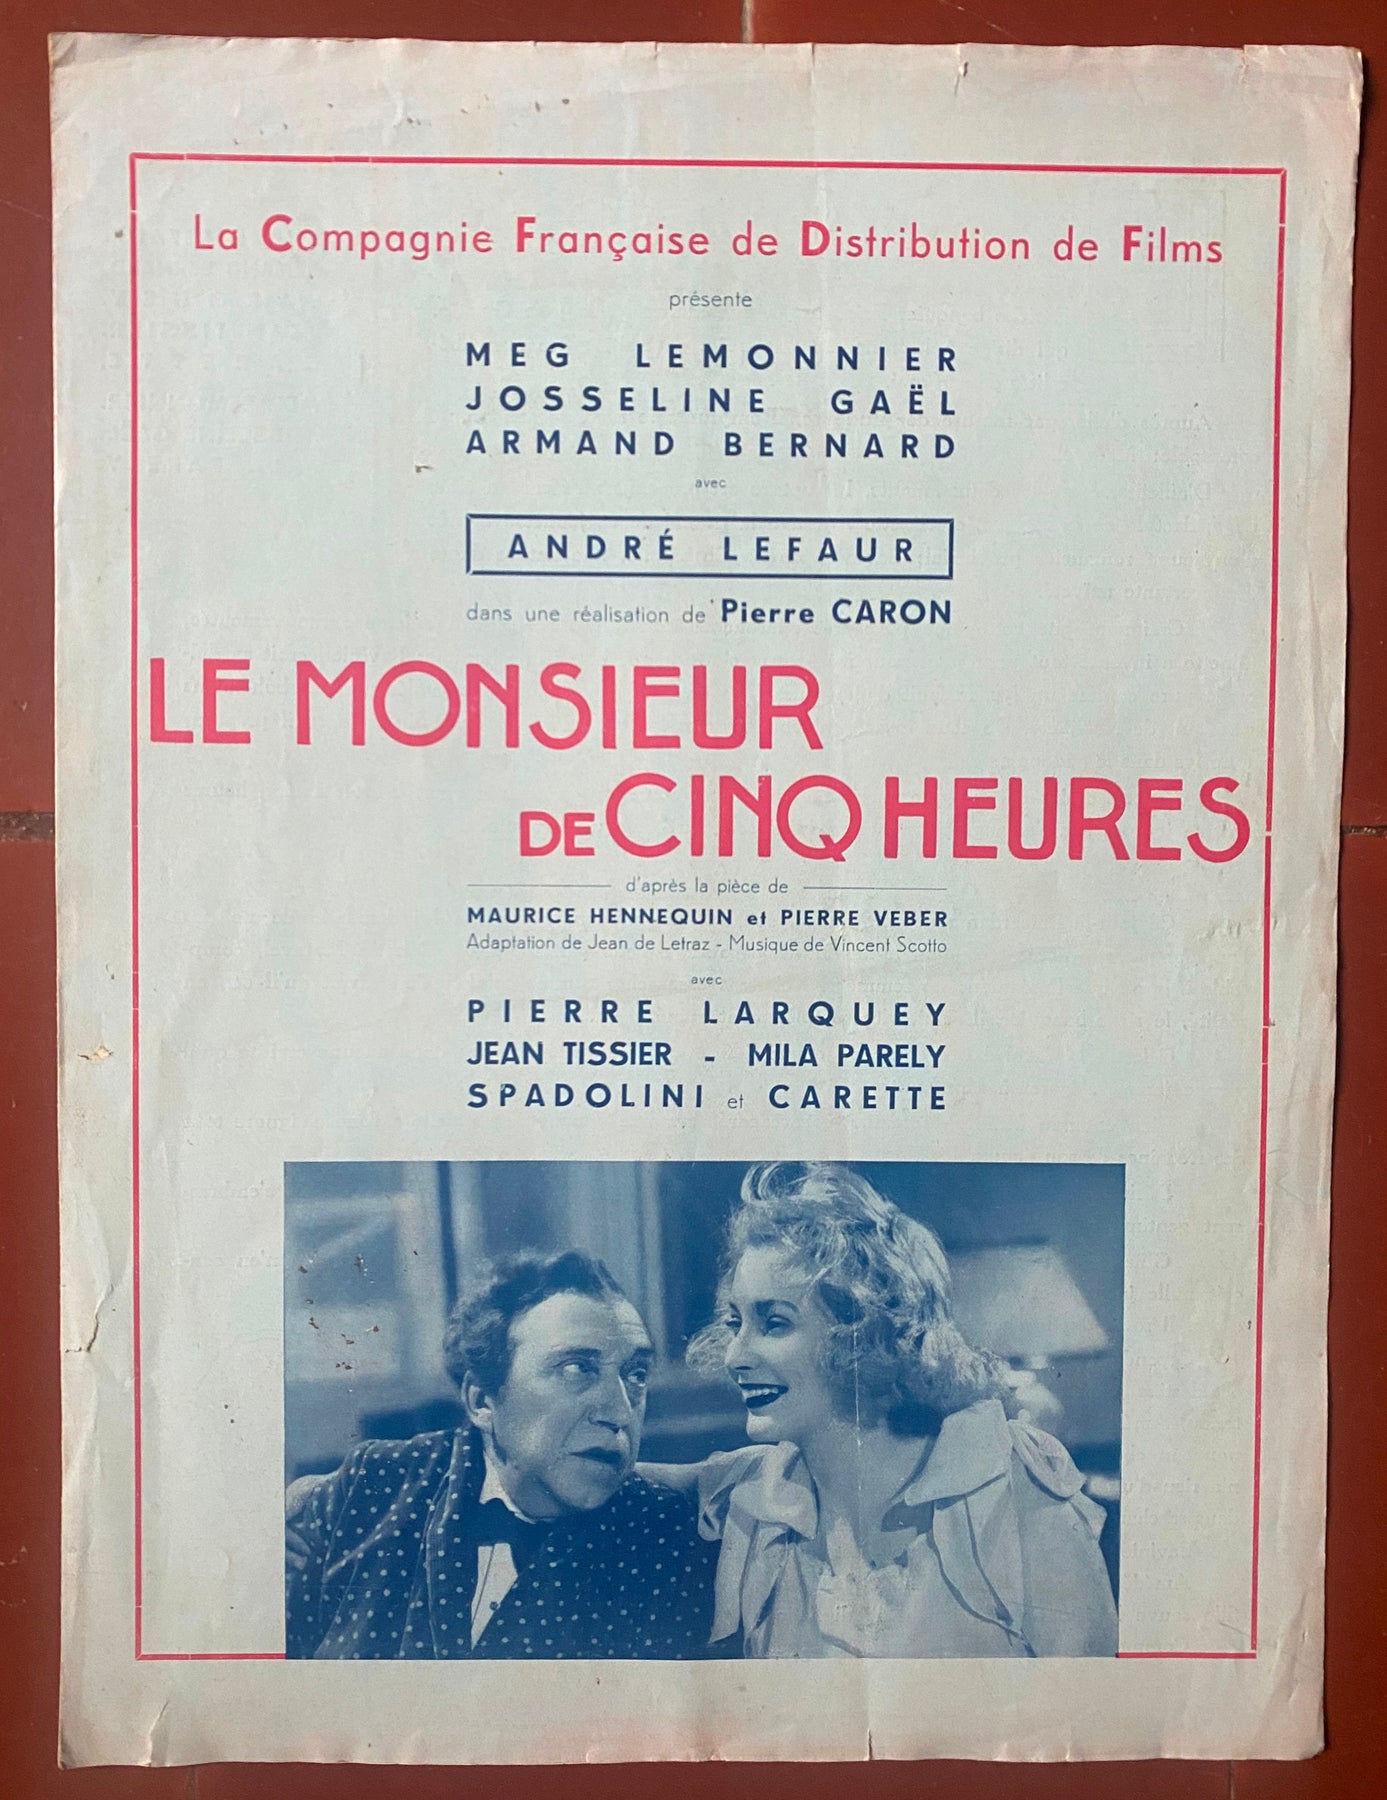 La Compagnie Française de Distribution de Films
présente
MEG LEMONNIER
JOSSELINE GAËL
ARMAND BERNARD
avec
ANDRÉ LEFAUR
dans une réalisation de Pierre CARON
LE MONSIEUR
DE CINQ HEURES
d'après la pièce de
MAURICE HENNEQUIN et PIERRE VEBER
Adaptation de Jean de Letraz - Musique de Vincent Scotto
avec
PIERRE LARQUEY
JEAN TISSIER - MILA PARELY
SPADOLINI et CARETTE